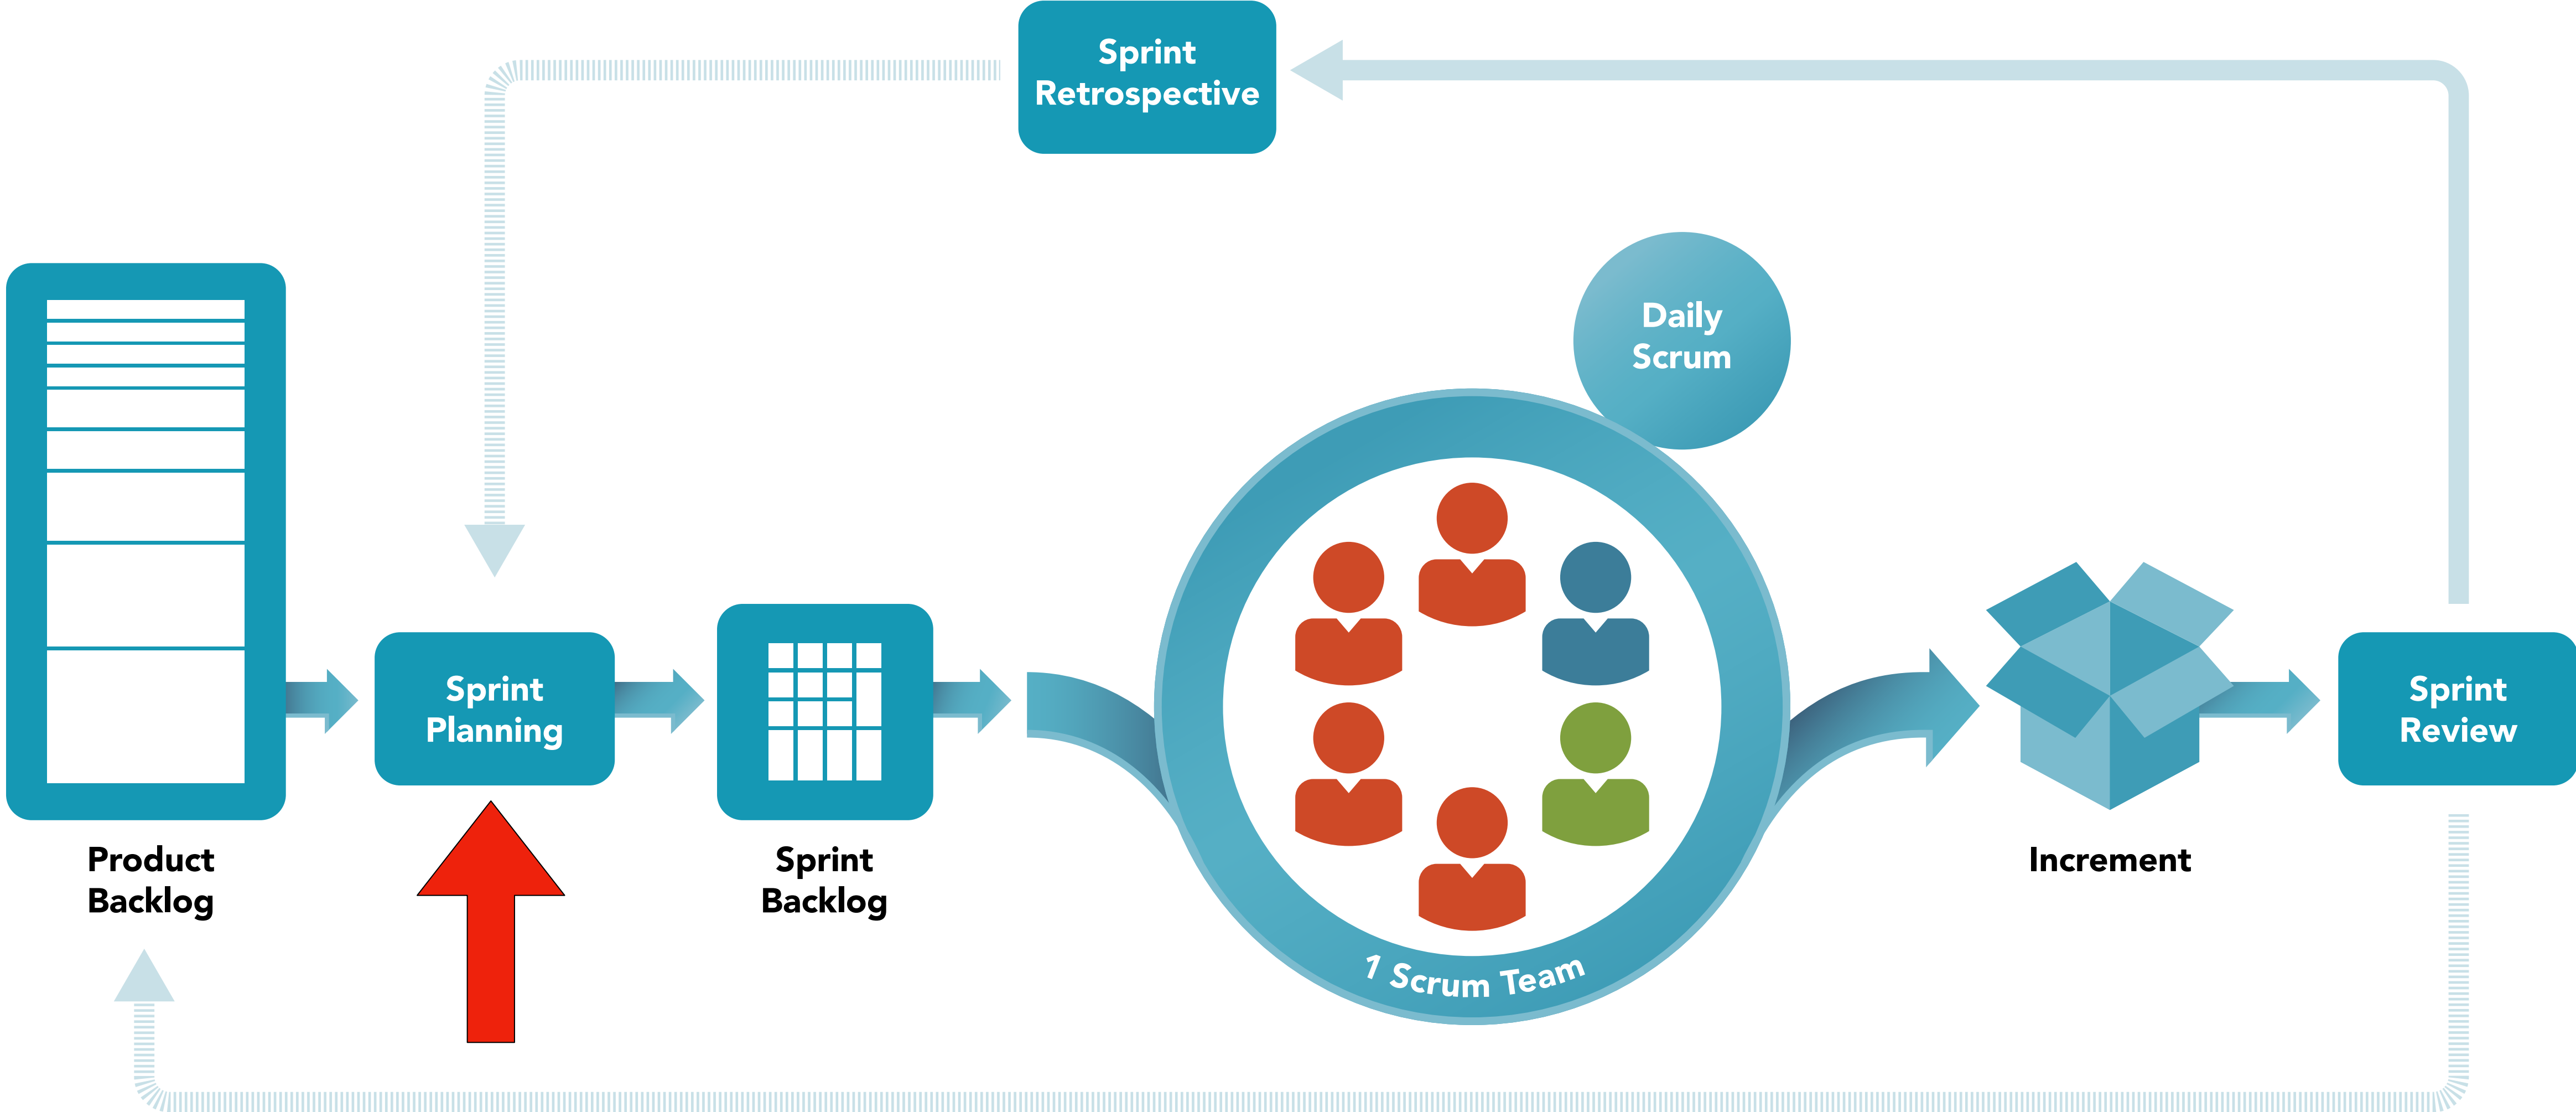 Sprint
Retrospective
Daily
Scrum
Sprint
Planning
Sprint
Review
Product
Backlog
Sprint
Backlog
Increment
1 Scrum Team